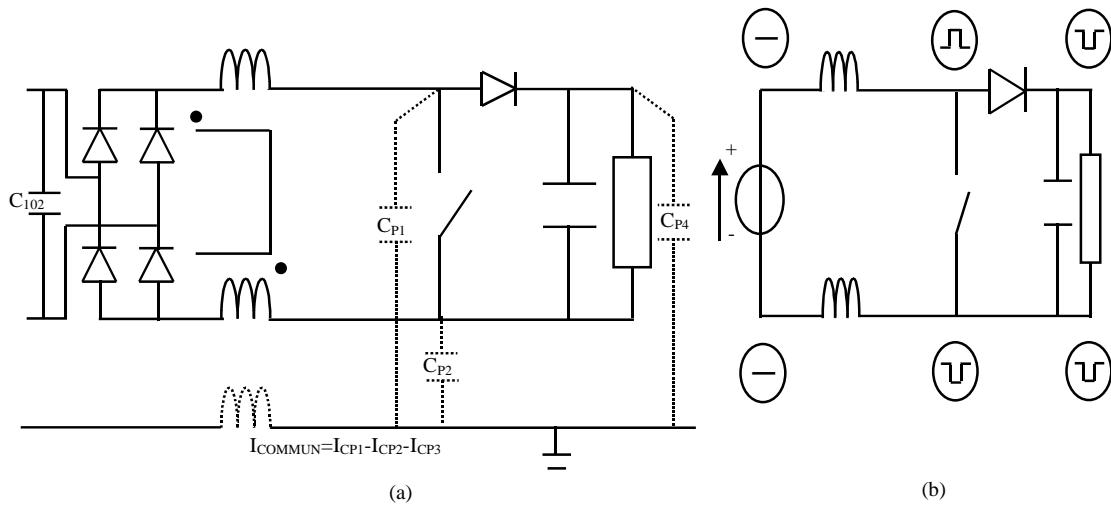 C102
CP1
CP4
CP2
ICOMMUN=ICP1-ICP2-ICP3
(a)
+
-
(b)